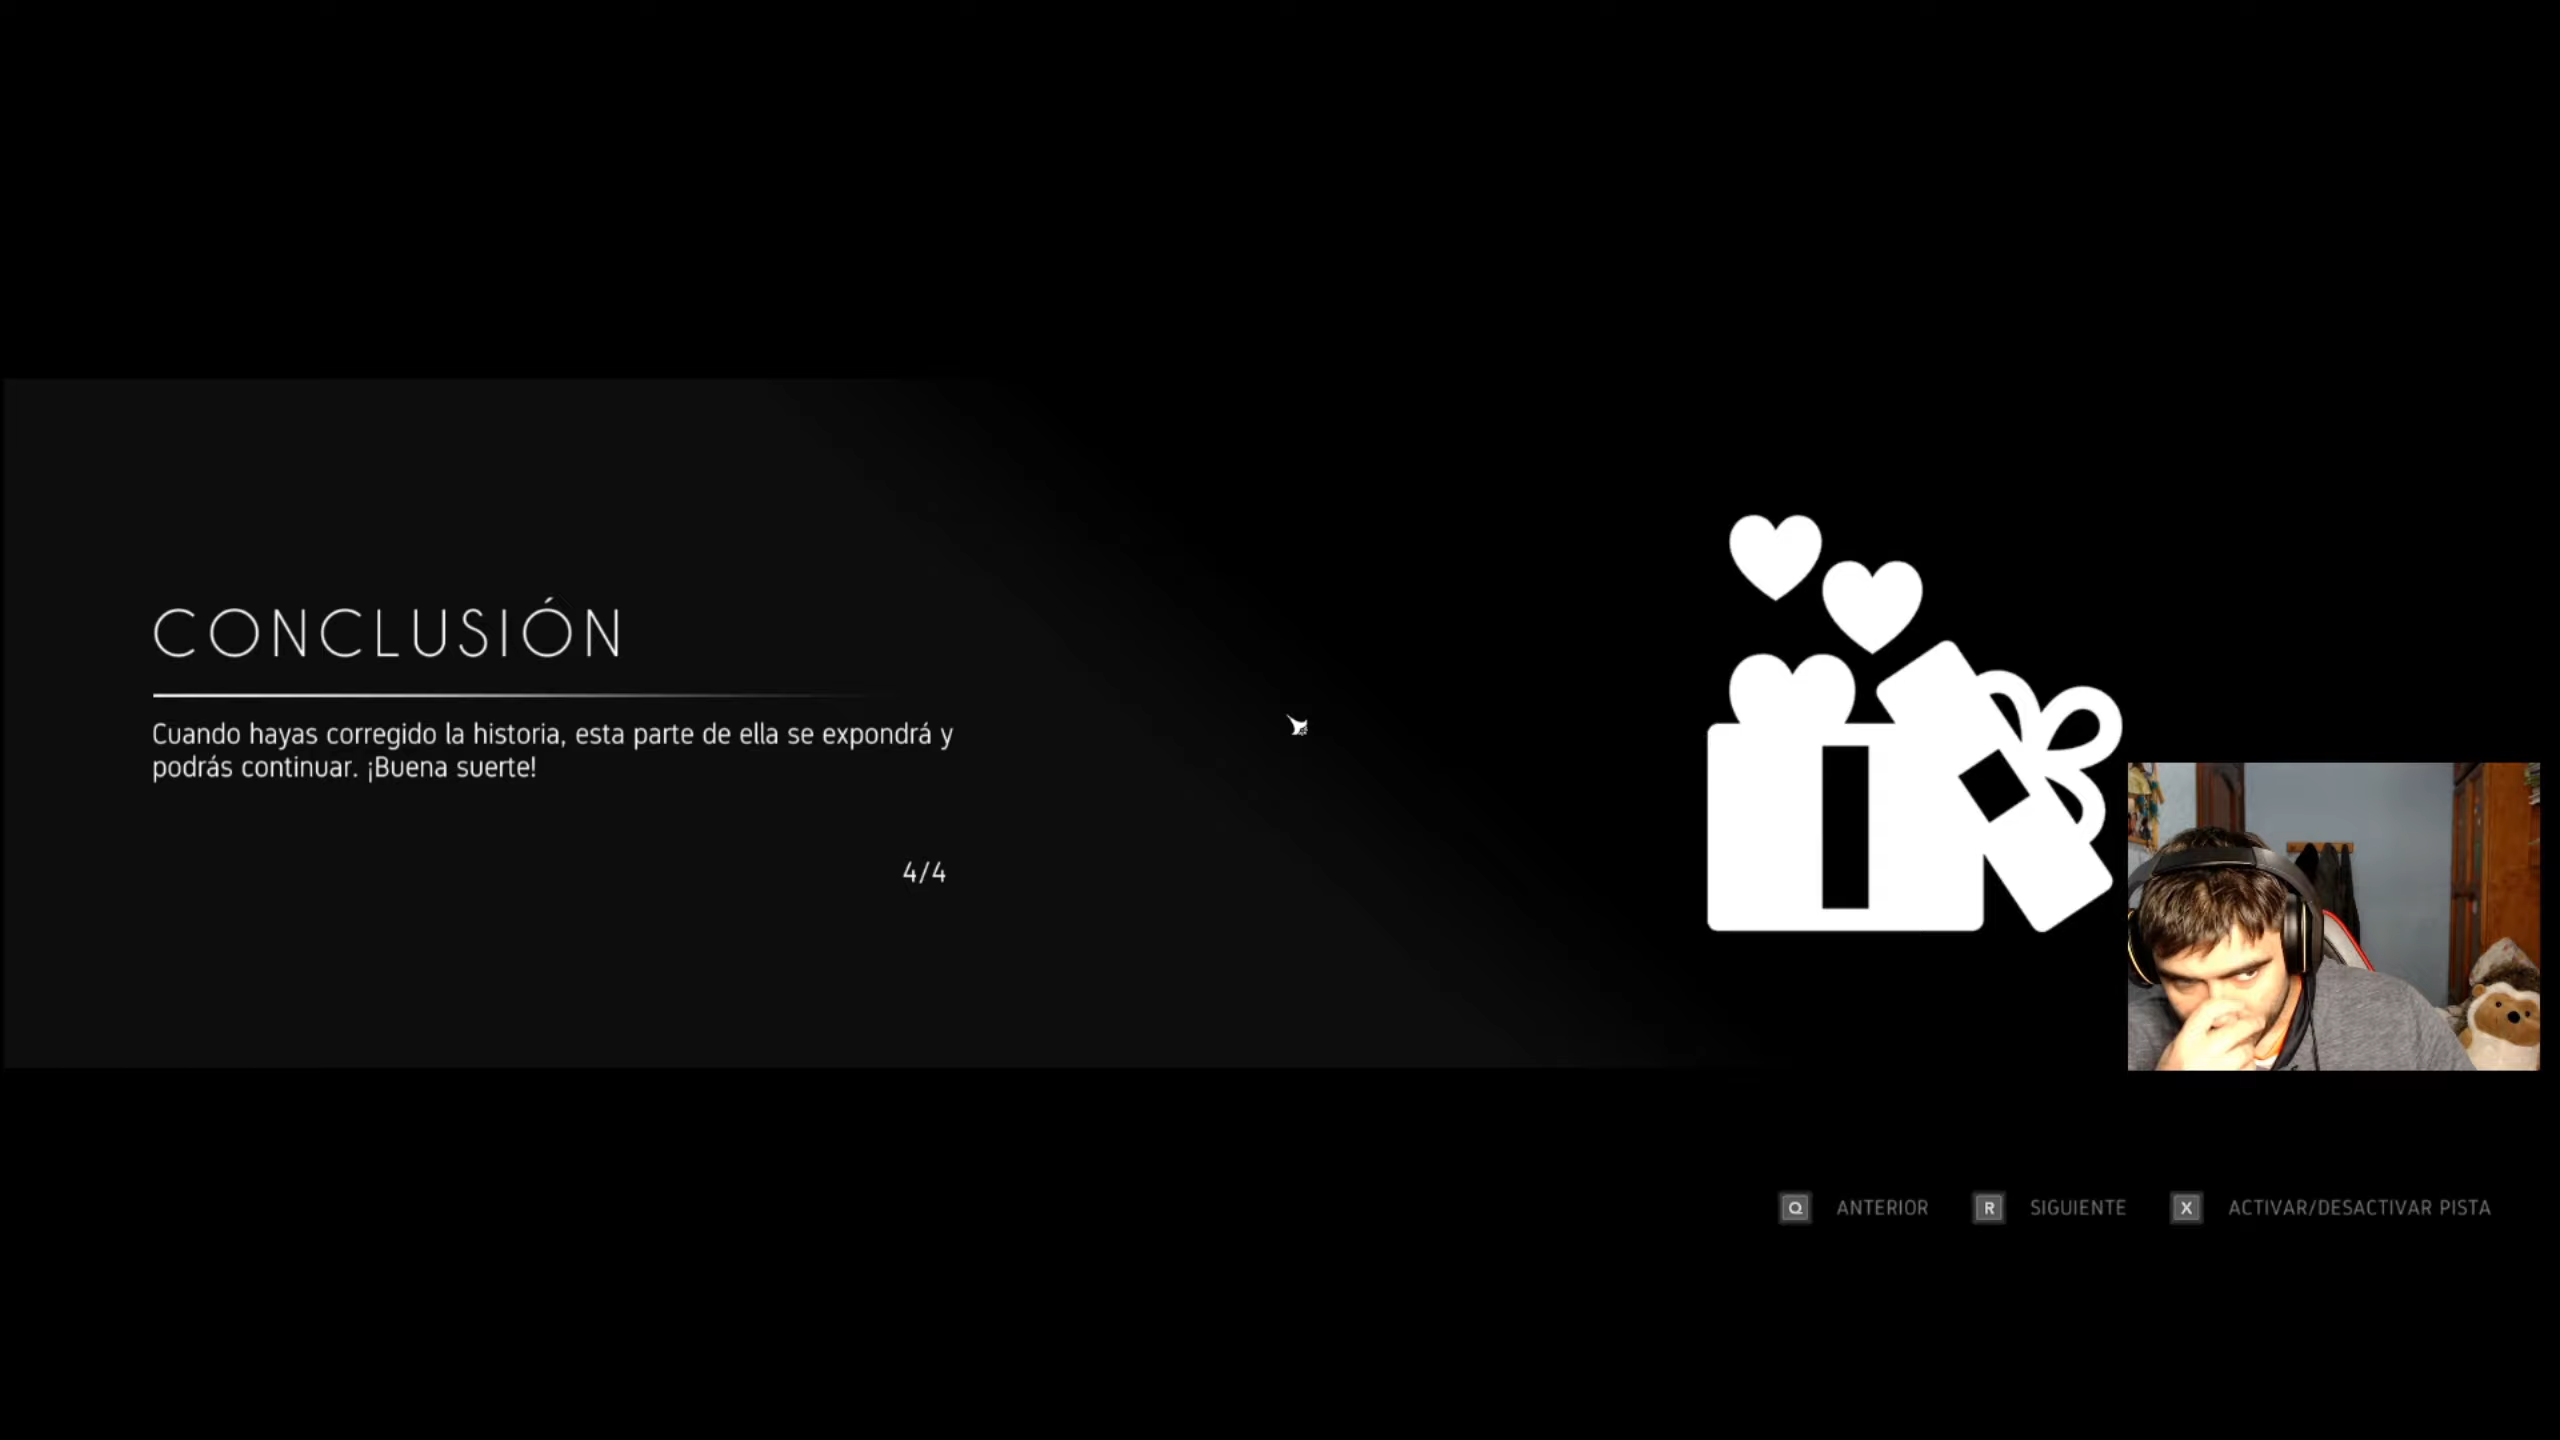 CONCLUSIÓN
Cuando hayas corregido la historia, esta parte de ella se expondrá y
podrás continuar. ¡Buena suerte!
4/4
Q ANTERIOR R SIGUIENTE X ACTIVAR/DESACTIVAR PISTA